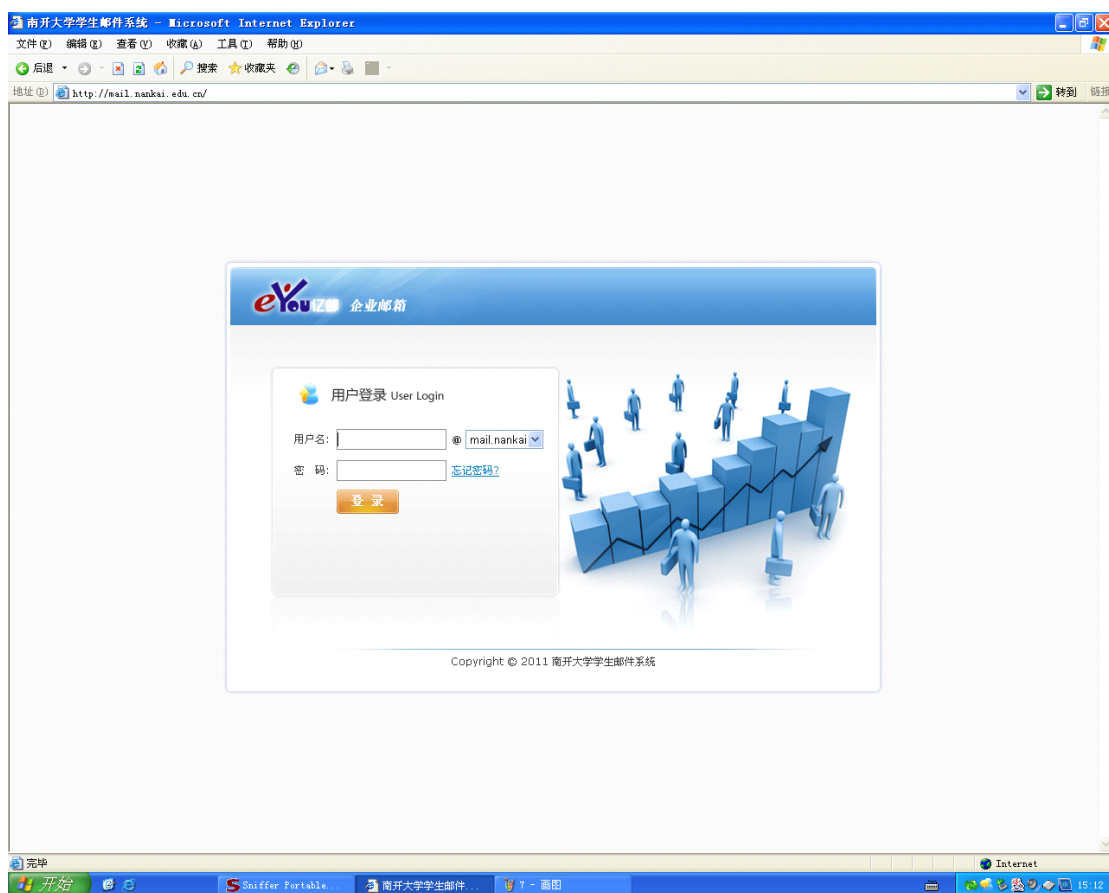 南开大学学生邮件系统 - Microsoft Internet Explorer
文件(F) 编辑(E) 查看(V) 收藏(A) 工具(T) 帮助(H)
后退 搜索 收藏夹
地址(D) http://mail.nankai.edu.cn/ 转到 链接
eYou 亿邮 企业邮箱
用户登录 User Login
用户名: @ mail.nankai
密 码: 忘记密码?
登 录
Copyright © 2011 南开大学学生邮件系统
完毕 Internet
开始 Sniffer Portable... 南开大学学生邮件... 7 - 画图 15:12